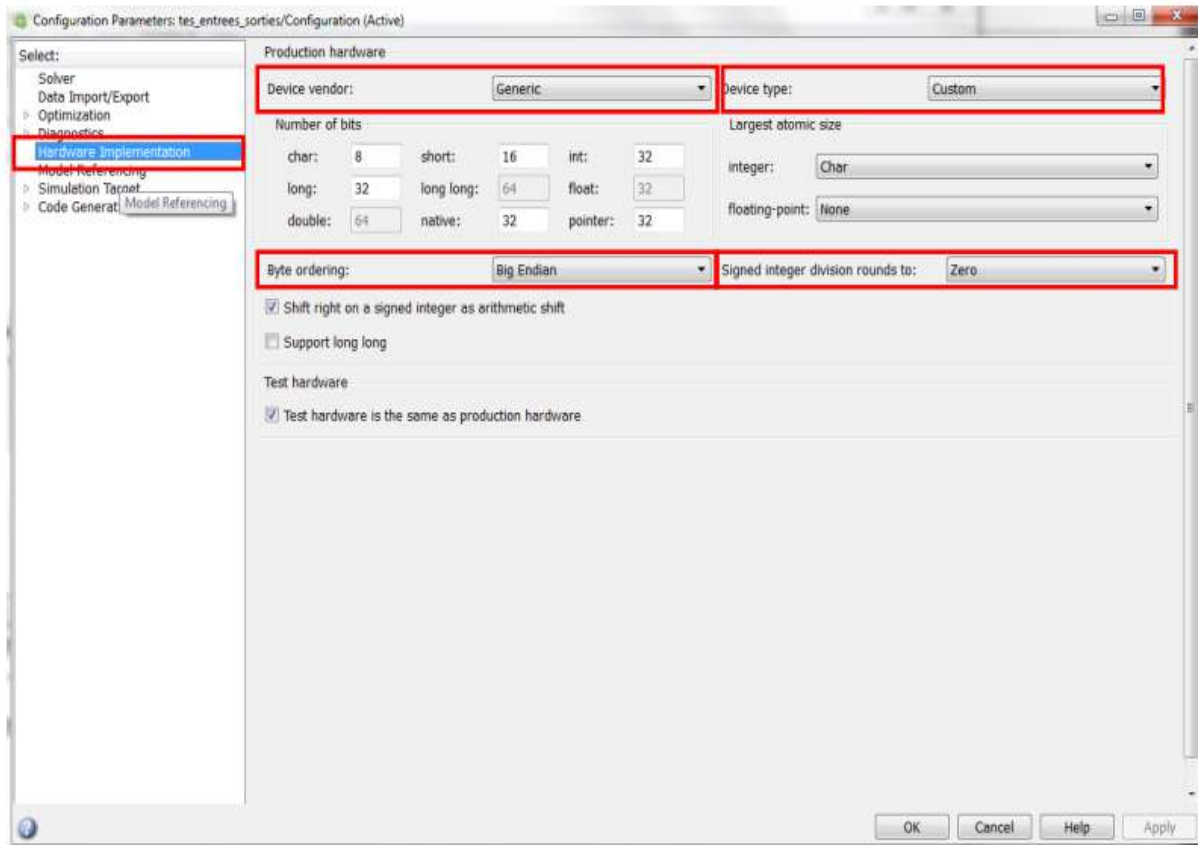 Configuration Parameters: tes_entrees_sorties/Configuration (Active)
Select:
Solver
Data Import/Export
Optimization
Diagnostics
Hardware Implementation
Model Referencing
Simulation Target
Code Generat
Model Referencing
Production hardware
Device vendor: Generic Device type: Custom
Number of bits Largest atomic size
char: 8 short: 16 int: 32
integer: Char
long: 32 long long: 64 float: 32
floating-point: None
double: 64 native: 32 pointer: 32
Byte ordering: Big Endian Signed integer division rounds to: Zero
Shift right on a signed integer as arithmetic shift
Support long long
Test hardware
Test hardware is the same as production hardware
OK Cancel Help Apply